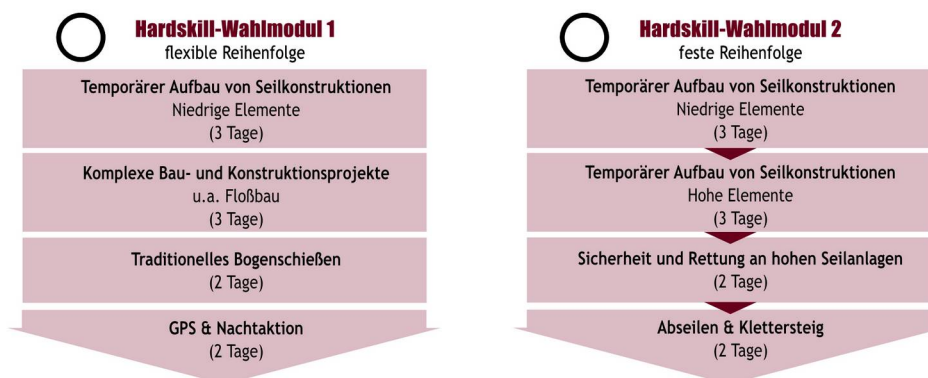 Hardskill-Wahlmodul 1
flexible Reihenfolge
Temporärer Aufbau von Seilkonstruktionen
Niedrige Elemente
(3 Tage)
Komplexe Bau- und Konstruktionsprojekte
u.a. Floßbau
(3 Tage)
Traditionelles Bogenschießen
(2 Tage)
GPS & Nachtaktion
(2 Tage)
Hardskill-Wahlmodul 2
feste Reihenfolge
Temporärer Aufbau von Seilkonstruktionen
Niedrige Elemente
(3 Tage)
Temporärer Aufbau von Seilkonstruktionen
Hohe Elemente
(3 Tage)
Sicherheit und Rettung an hohen Seilanlagen
(2 Tage)
Abseilen & Klettersteig
(2 Tage)